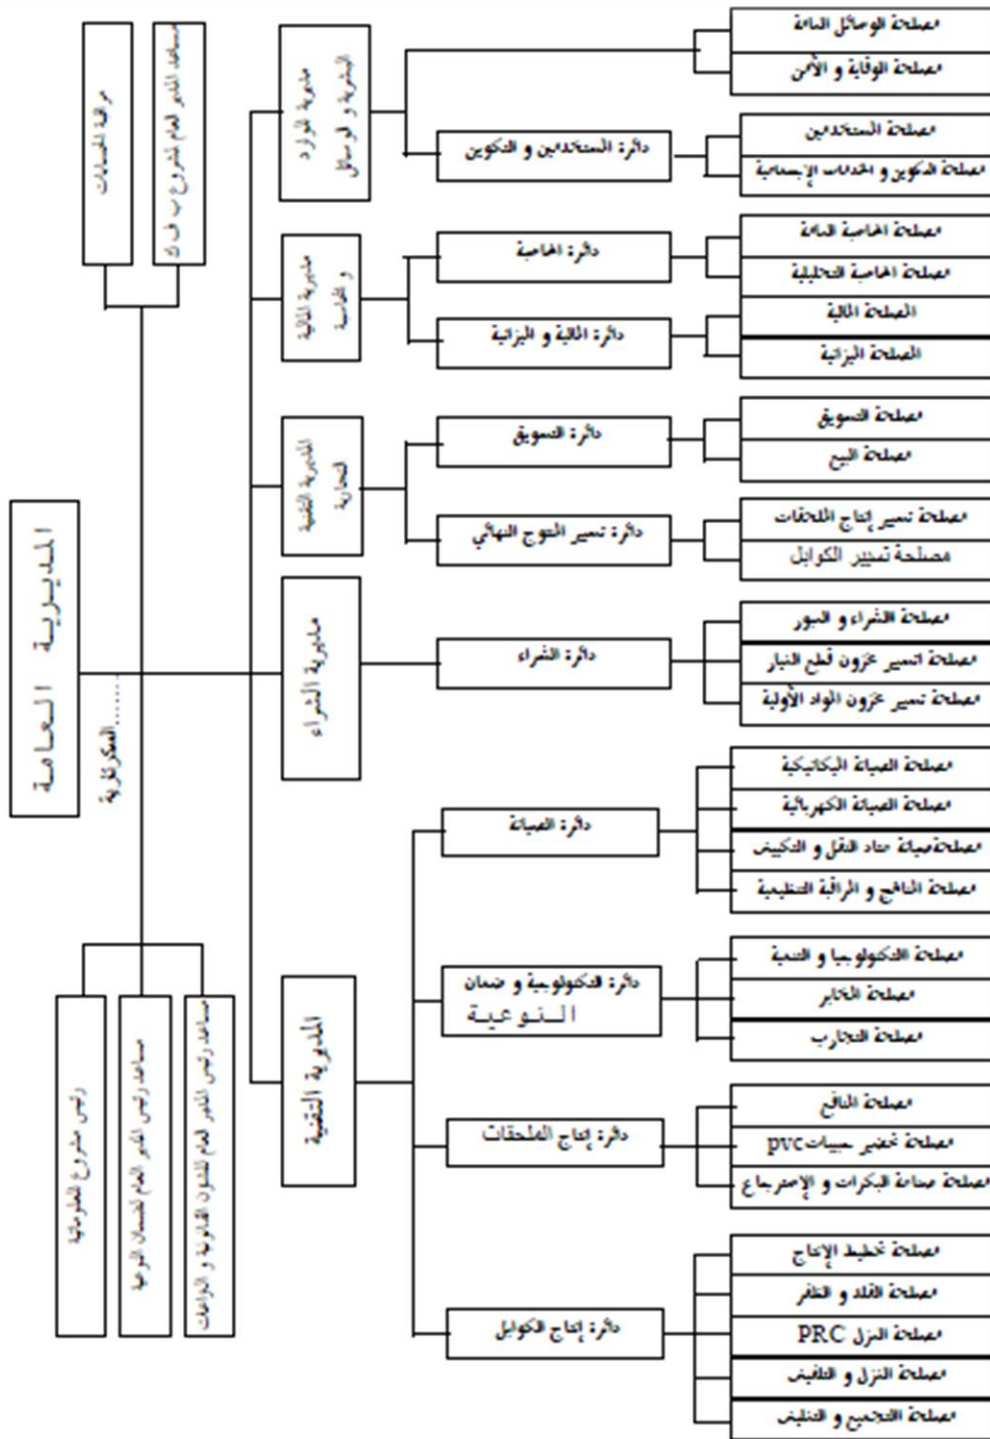 المديرية العامة
السكرتارية......
مراقبة الحسابات
مساعد المدير العام لمشروع ب ف ك
رئيس مشروع المعلوماتية
مساعد رئيس المدير العام لضمان النوعية
مساعد رئيس المدير العام للشؤون القانونية و النزاعات
مديرية الموارد
البشرية و الوسائل
مصلحة الوسائل العامة
مصلحة الوقاية و الأمن
دائرة المستخدمين و التكوين
مصلحة المستخدمين
مصلحة التكوين و الخدمات الإجتماعية
مديرية المالية
و المحاسبة
دائرة المحاسبة
مصلحة المحاسبة العامة
مصلحة المحاسبة التحليلية
دائرة المالية و الميزانية
المصلحة المالية
المصلحة الميزانية
المديرية التقنية
التجارية
دائرة التسويق
مصلحة التسويق
مصلحة البيع
دائرة تسيير المنتوج النهائي
مصلحة تسيير إنتاج الملحقات
مصلحة تسيير الكوابل
مديرية الشراء
دائرة الشراء
مصلحة الشراء و العبور
مصلحة تسيير مخزون قطع الغيار
مصلحة تسيير مخزون المواد الأولية
المديرية التقنية
دائرة الصيانة
مصلحة الصيانة الميكانيكية
مصلحة الصيانة الكهربائية
مصلحة صيانة عتاد النقل و التكييف
مصلحة المناهج و المراقبة التنظيمية
دائرة التكنولوجية و ضمان
النوعية
مصلحة التكنولوجيا و التنمية
مصلحة المخابر
مصلحة التجارب
دائرة إنتاج الملحقات
مصلحة المنافع
مصلحة تحضير حبيبات pvc
مصلحة صناعة البكرات و الإسترجاع
دائرة إنتاج الكوابل
مصلحة تخطيط الإنتاج
مصلحة القلد و الظفر
مصلحة العزل PRC
مصلحة العزل و التغليف
مصلحة التجميع و التغليف